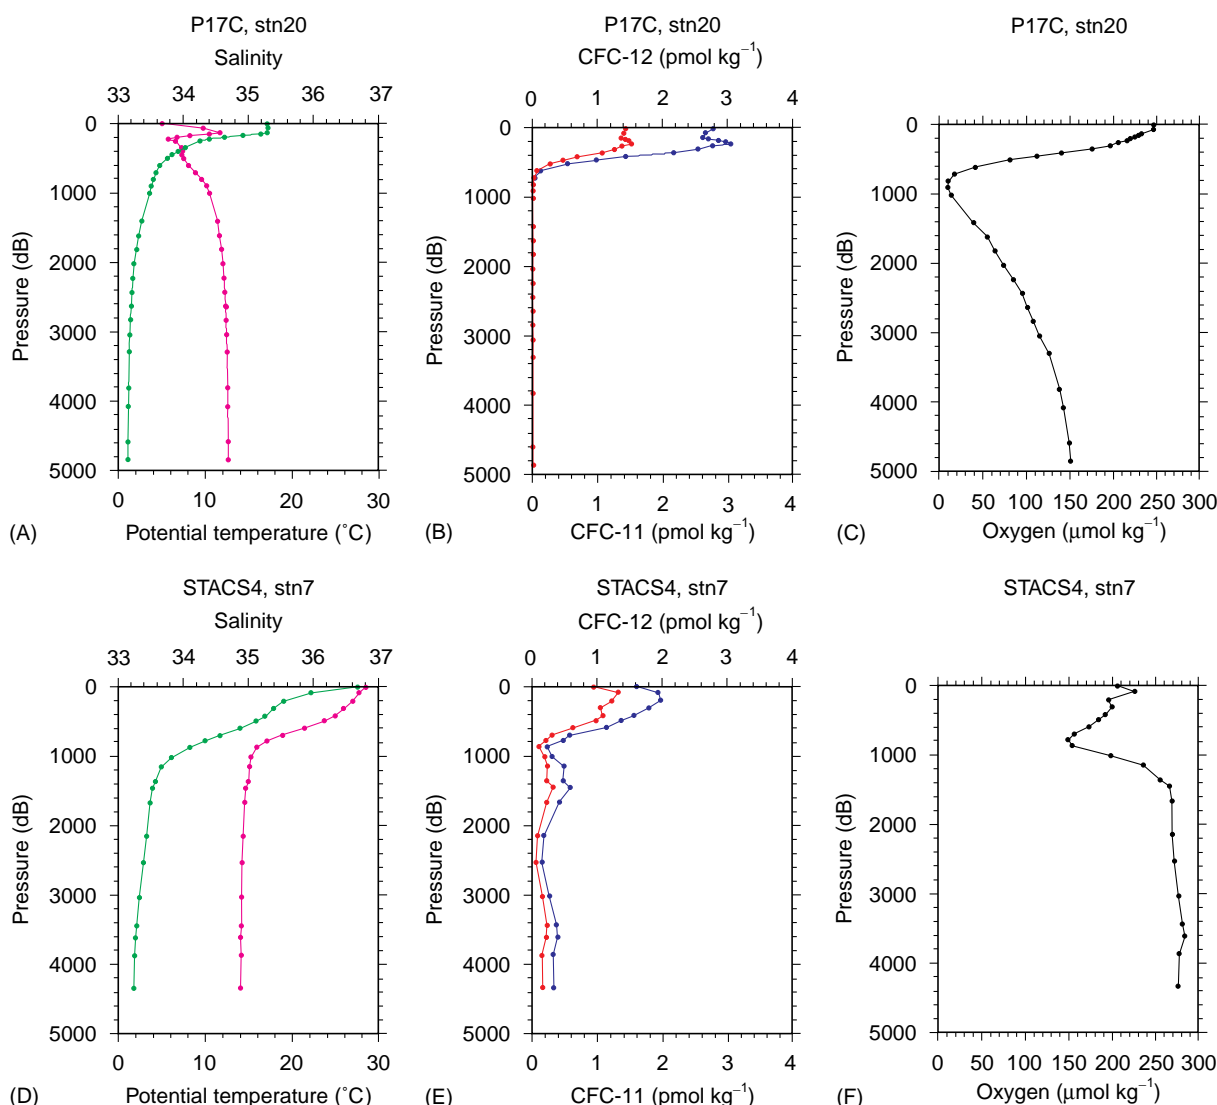 P17C, stn20
Salinity
33 34 35 36 37
0
1000
2000
3000
4000
5000
Pressure (dB)
0 10 20 30
Potential temperature (˚C)
(A)
P17C, stn20
CFC-12 (pmol kg−1)
0 1 2 3 4
0
1000
2000
3000
4000
5000
Pressure (dB)
0 1 2 3 4
CFC-11 (pmol kg−1)
(B)
P17C, stn20
0
1000
2000
3000
4000
5000
Pressure (dB)
0 50 100 150 200 250 300
Oxygen (μmol kg−1)
(C)
STACS4, stn7
Salinity
33 34 35 36 37
0
1000
2000
3000
4000
5000
Pressure (dB)
0 10 20 30
Potential temperature (˚C)
(D)
STACS4, stn7
CFC-12 (pmol kg−1)
0 1 2 3 4
0
1000
2000
3000
4000
5000
Pressure (dB)
0 1 2 3 4
CFC-11 (pmol kg−1)
(E)
STACS4, stn7
0
1000
2000
3000
4000
5000
Pressure (dB)
0 50 100 150 200 250 300
Oxygen (μmol kg−1)
(F)